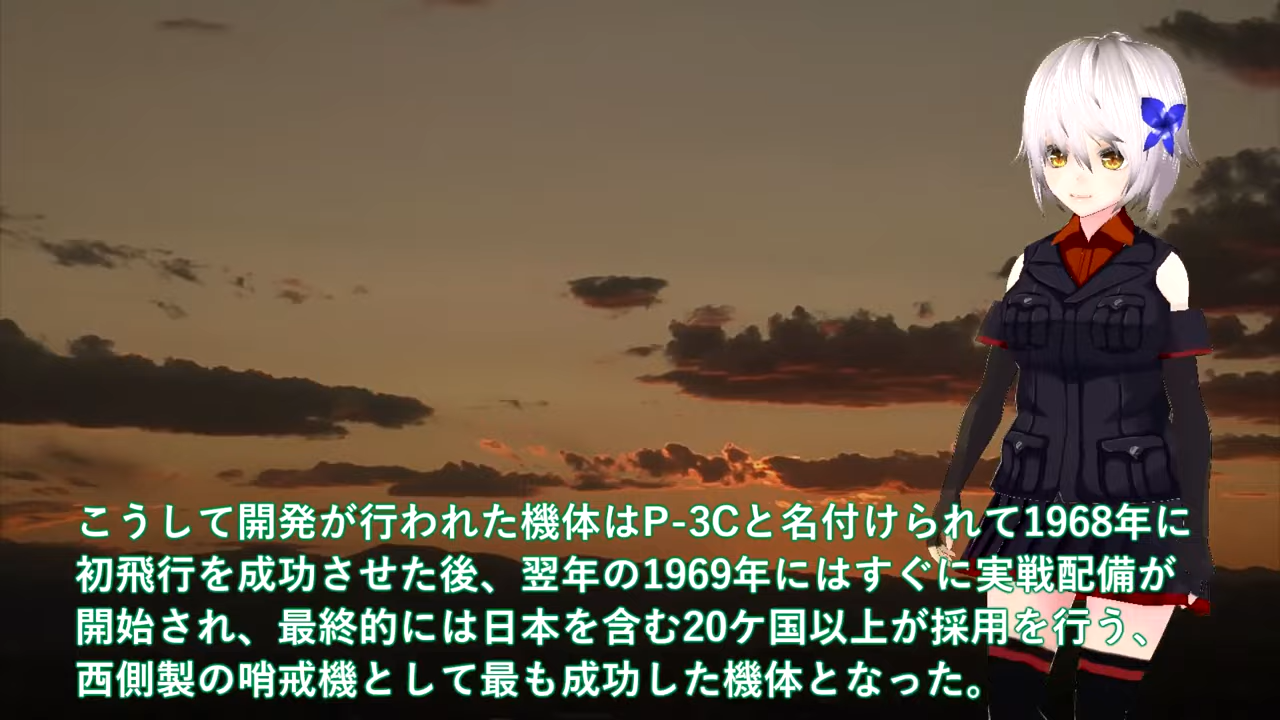 こうして開発が行われた機体はP-3Cと名付けられて1968年に
初飛行を成功させた後、翌年の1969年にはすぐに実戦配備が
開始され、最終的には日本を含む20ケ国以上が採用を行う、
西側製の哨戒機として最も成功した機体となった。